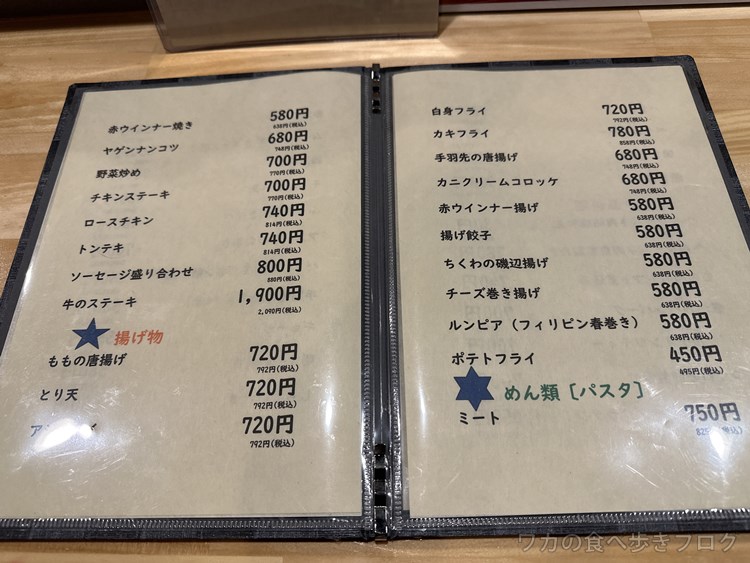 赤ウインナー焼き 580円
638円(税込)
ヤゲンナンコツ 680円
748円(税込)
野菜炒め 700円
770円(税込)
チキンステーキ 700円
770円(税込)
ロースチキン 740円
814円(税込)
トンテキ 740円
814円(税込)
ソーセージ盛り合わせ 800円
880円(税込)
牛のステーキ 1,900円
2,090円(税込)
揚げ物
ももの唐揚げ 720円
792円(税込)
とり天 720円
792円(税込)
720円
792円(税込)
白身フライ 720円
792円(税込)
カキフライ 780円
858円(税込)
手羽先の唐揚げ 680円
748円(税込)
カニクリームコロッケ 680円
748円(税込)
赤ウインナー揚げ 580円
638円(税込)
揚げ餃子 580円
638円(税込)
ちくわの磯辺揚げ 580円
638円(税込)
チーズ巻き揚げ 580円
638円(税込)
ルンピア(フィリピン春巻き) 580円
638円(税込)
ポテトフライ 450円
495円(税込)
めん類［パスタ］
ミート 750円
ワカの食べ歩きブログ